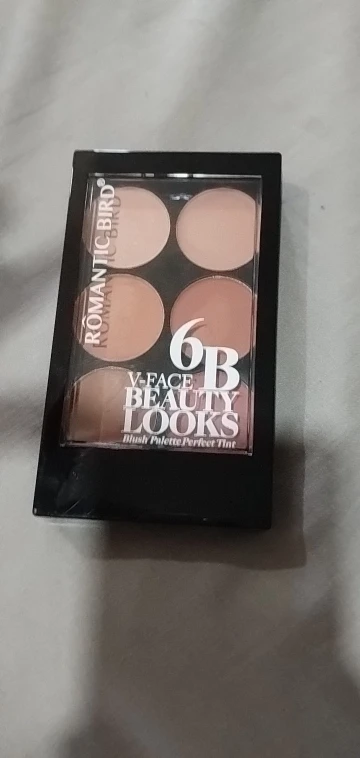 ROMANTIC BIRD®
6B
V-FACE
BEAUTY
LOOKS
Blush Palette Perfect Tint